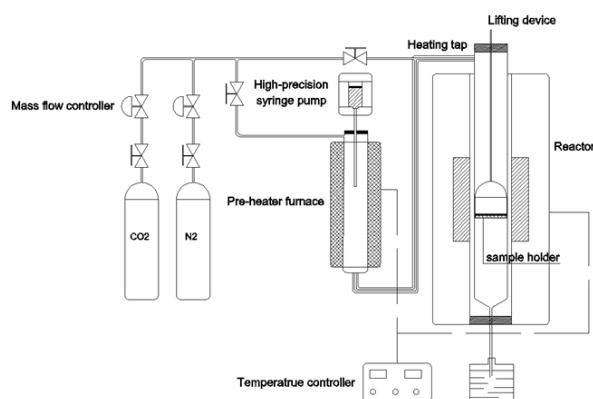 Lifting device
Heating tap
High-precision
syringe pump
Mass flow controller
Reactor
Pre-heater furnace
CO2
N2
sample holder
Temperatrue controller